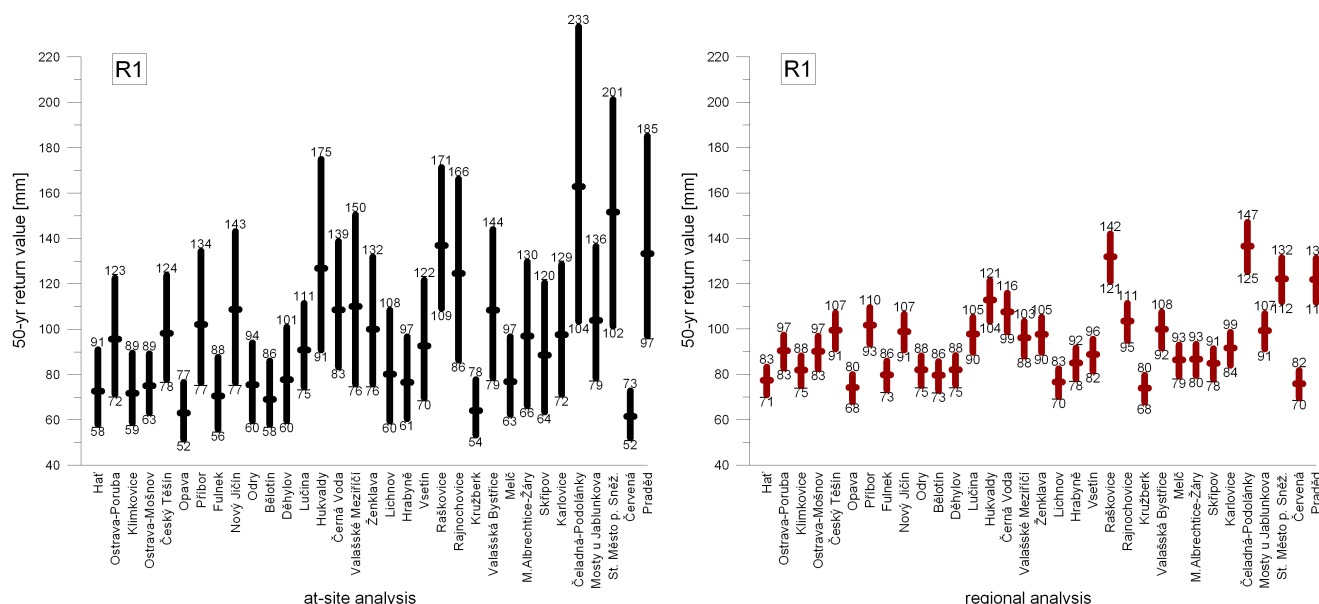 R1
50-yr return value [mm]
220
200
180
160
140
120
100
80
60
40
91
123
89
89
124
77
134
88
143
94
86
101
111
175
139
150
132
108
97
122
171
166
78
144
97
130
120
129
233
136
201
73
185
58
72
59
63
78
52
77
56
77
60
58
60
75
91
83
76
76
60
61
70
109
86
54
79
63
66
64
72
104
79
102
52
97
Hať
Ostrava-Poruba
Klimkovice
Ostrava-Mošnov
Český Těšín
Opava
Příbor
Fulnek
Nový Jičín
Odry
Bělotín
Děhylov
Lučina
Hukvaldy
Černá Voda
Valašské Meziříčí
Ženklava
Lichnov
Hrabyně
Vsetín
Raškovice
Rajnochovice
Kružberk
Valašská Bystřice
Melč
M.Albrechtice-Žáry
Skřipov
Karlovice
Čeladná-Podolánky
Mosty u Jablunkova
St. Město p. Sněž.
Červená
Praděd
at-site analysis
R1
50-yr return value [mm]
220
200
180
160
140
120
100
80
60
40
83
97
88
97
107
80
110
86
107
88
86
88
105
121
116
103
105
83
92
96
142
111
80
108
93
93
91
99
147
107
132
82
13
71
83
75
83
91
68
93
73
91
74
73
75
90
104
99
88
90
70
78
82
121
95
68
92
79
80
78
84
125
91
112
70
11
Hať
Ostrava-Poruba
Klimkovice
Ostrava-Mošnov
Český Těšín
Opava
Příbor
Fulnek
Nový Jičín
Odry
Bělotín
Děhylov
Lučina
Hukvaldy
Černá Voda
Valašské Meziříčí
Ženklava
Lichnov
Hrabyně
Vsetín
Raškovice
Rajnochovice
Kružberk
Valašská Bystřice
Melč
M.Albrechtice-Žáry
Skřipov
Karlovice
Čeladná-Podolánky
Mosty u Jablunkova
St. Město p. Sněž.
Červená
Praděd
regional analysis